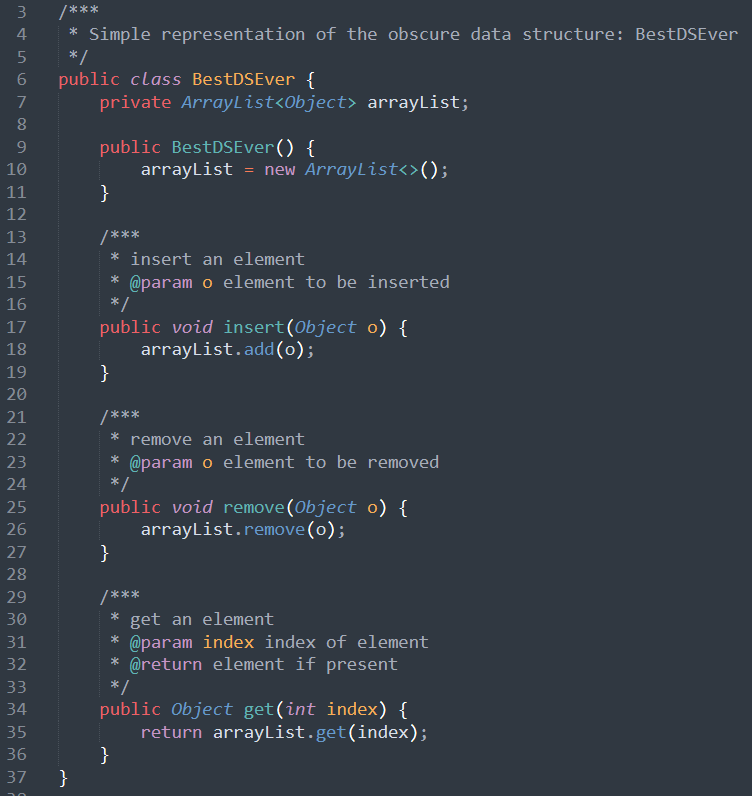 3 /***
4  * Simple representation of the obscure data structure: BestDSEver
5  */
6 public class BestDSEver {
7     private ArrayList<Object> arrayList;
8
9     public BestDSEver() {
10         arrayList = new ArrayList<>();
11     }
12
13     /***
14      * insert an element
15      * @param o element to be inserted
16      */
17     public void insert(Object o) {
18         arrayList.add(o);
19     }
20
21     /***
22      * remove an element
23      * @param o element to be removed
24      */
25     public void remove(Object o) {
26         arrayList.remove(o);
27     }
28
29     /***
30      * get an element
31      * @param index index of element
32      * @return element if present
33      */
34     public Object get(int index) {
35         return arrayList.get(index);
36     }
37 }